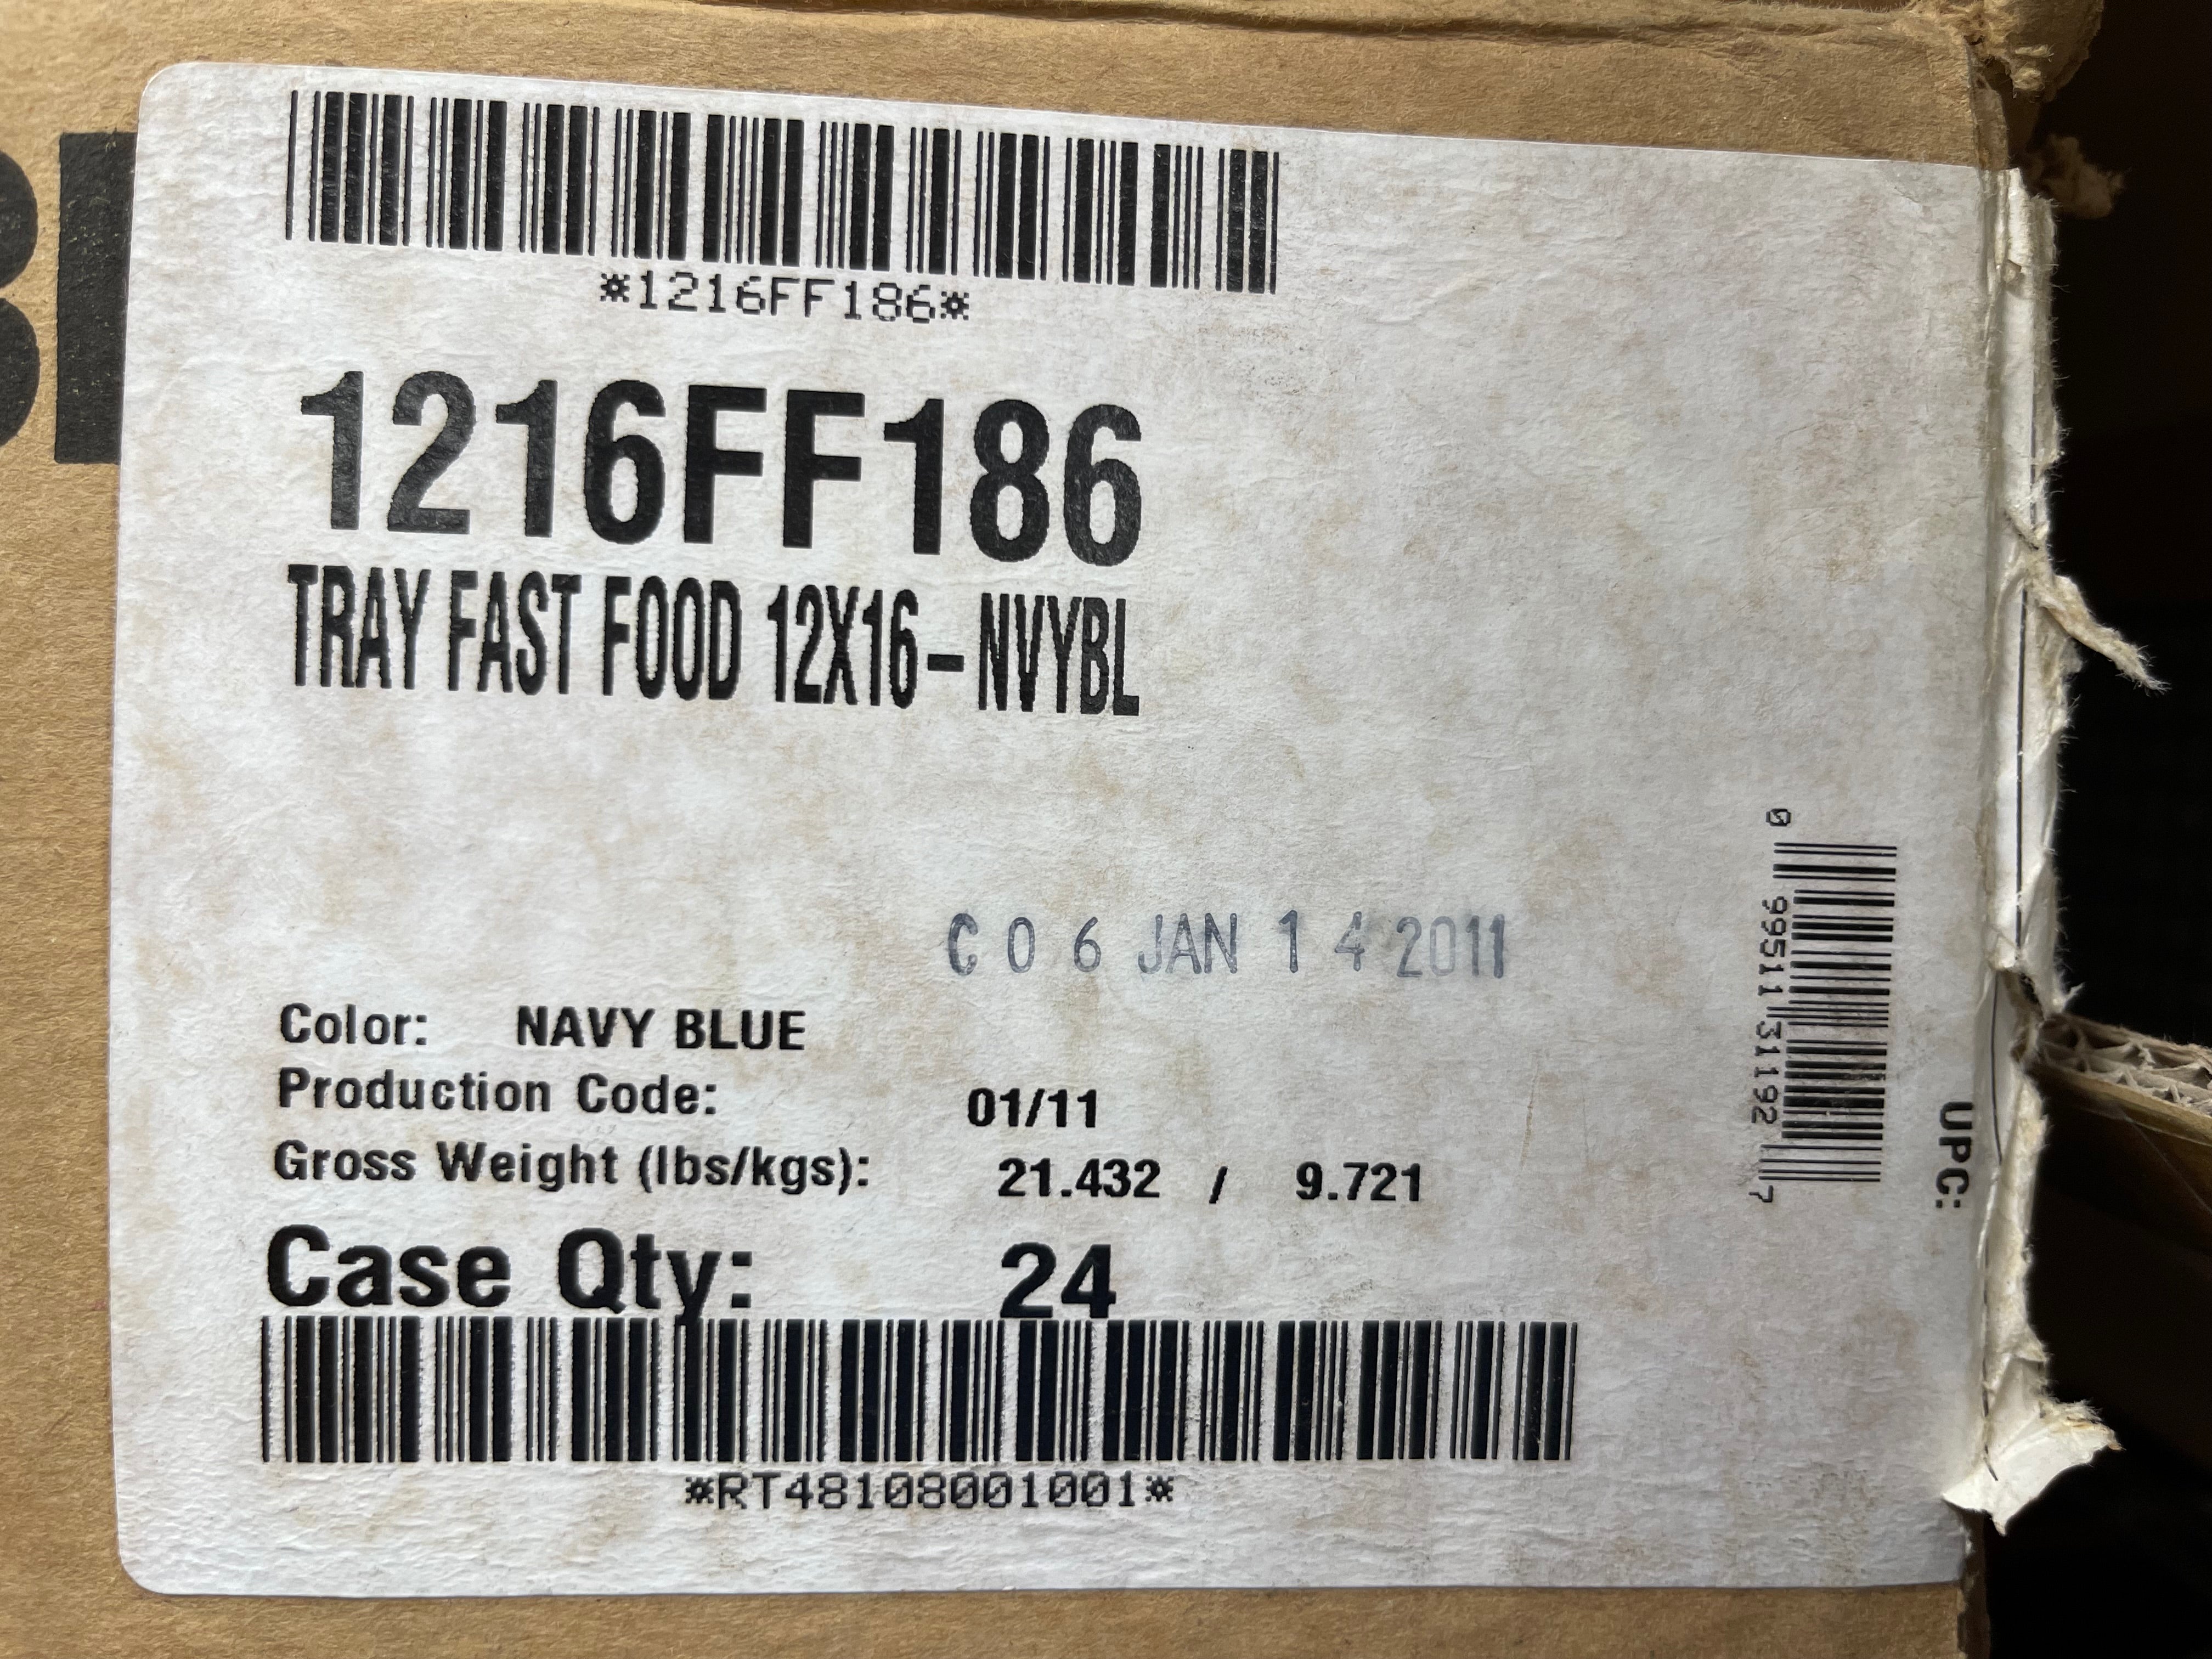 *1216FF186*
1216FF186
TRAY FAST FOOD 12X16-NVYBL
C 0 6 JAN 1 4 2011
Color: NAVY BLUE
Production Code: 01/11
Gross Weight (lbs/kgs): 21.432 / 9.721
Case Qty: 24
*RT48108001001*
UPC:
0 99511 31192 7